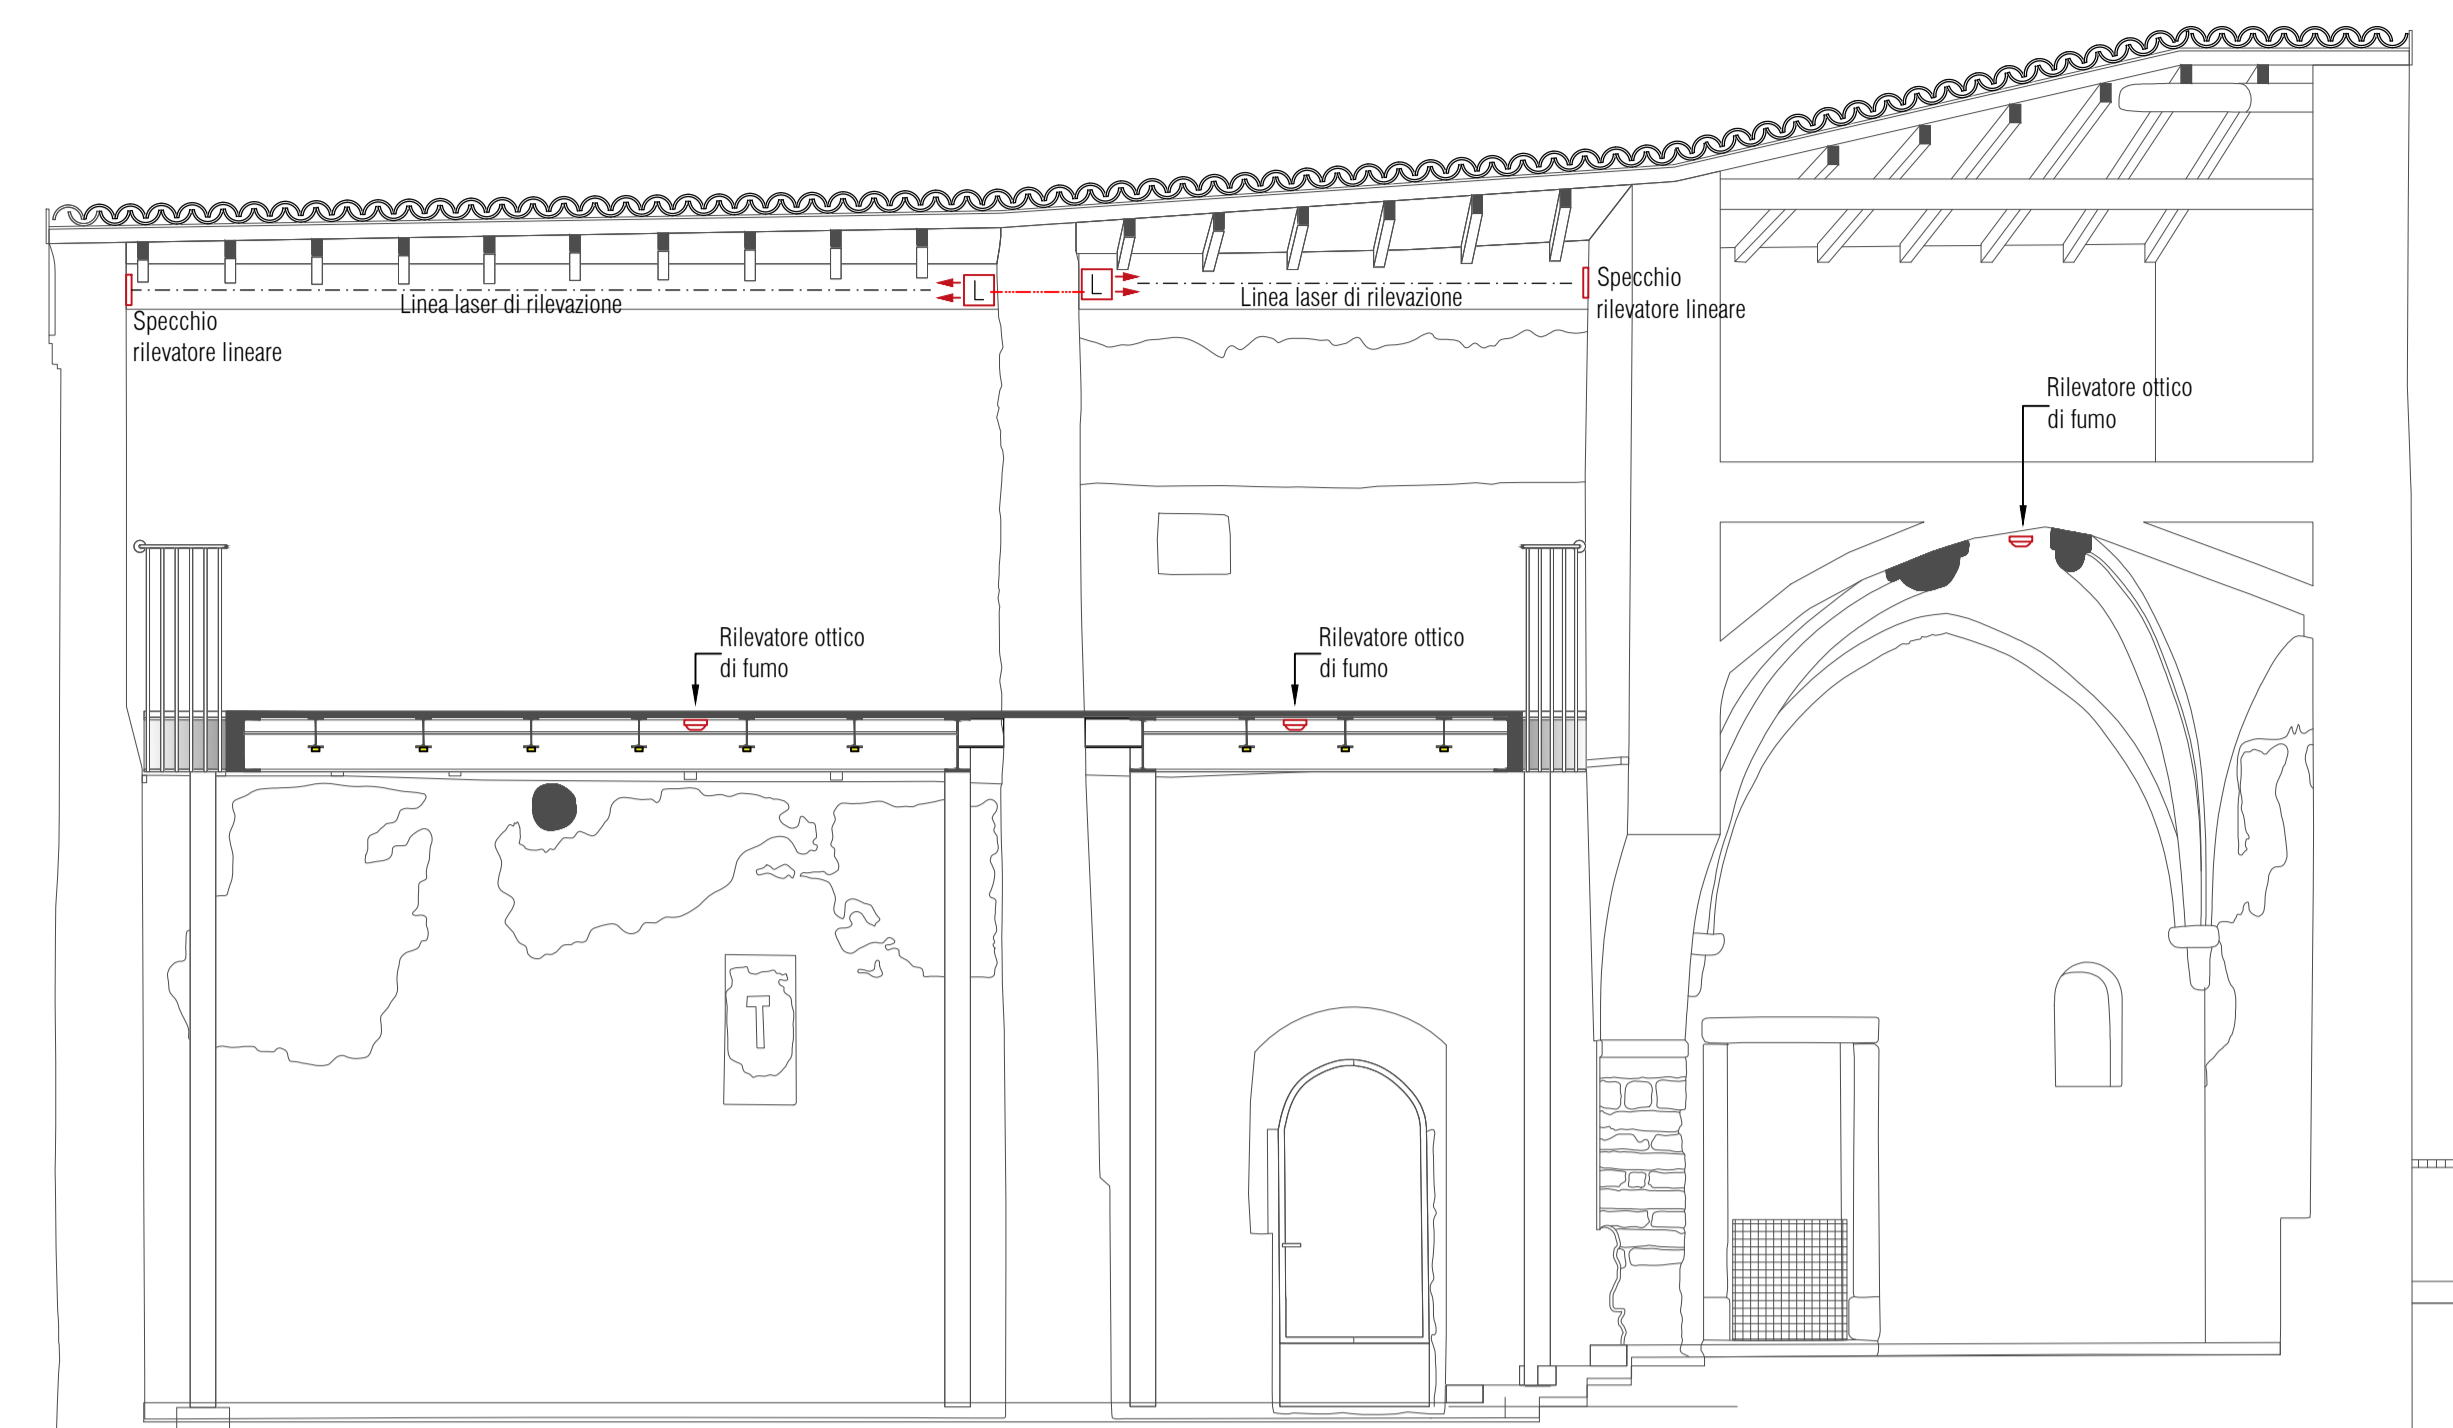 Linea laser di rilevazione
L
L
Linea laser di rilevazione
Specchio
rilevatore lineare
Specchio
rilevatore lineare
Rilevatore ottico
di fumo
Rilevatore ottico
di fumo
Rilevatore ottico
di fumo